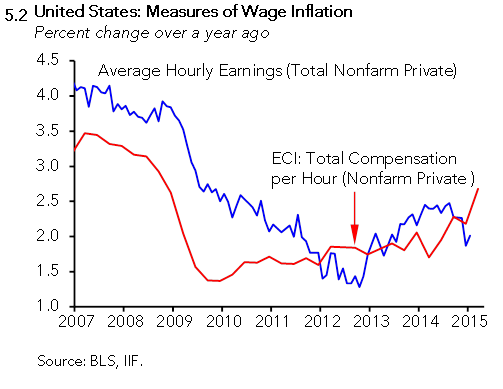 5.2 United States: Measures of Wage Inflation
Percent change over a year ago
4.5
Average Hourly Earnings (Total Nonfarm Private)
4.0
3.5
3.0
ECI: Total Compensation
per Hour (Nonfarm Private )
2.5
2.0
1.5
1.0
2007 2008 2009 2010 2011 2012 2013 2014 2015
Source: BLS, IIF.